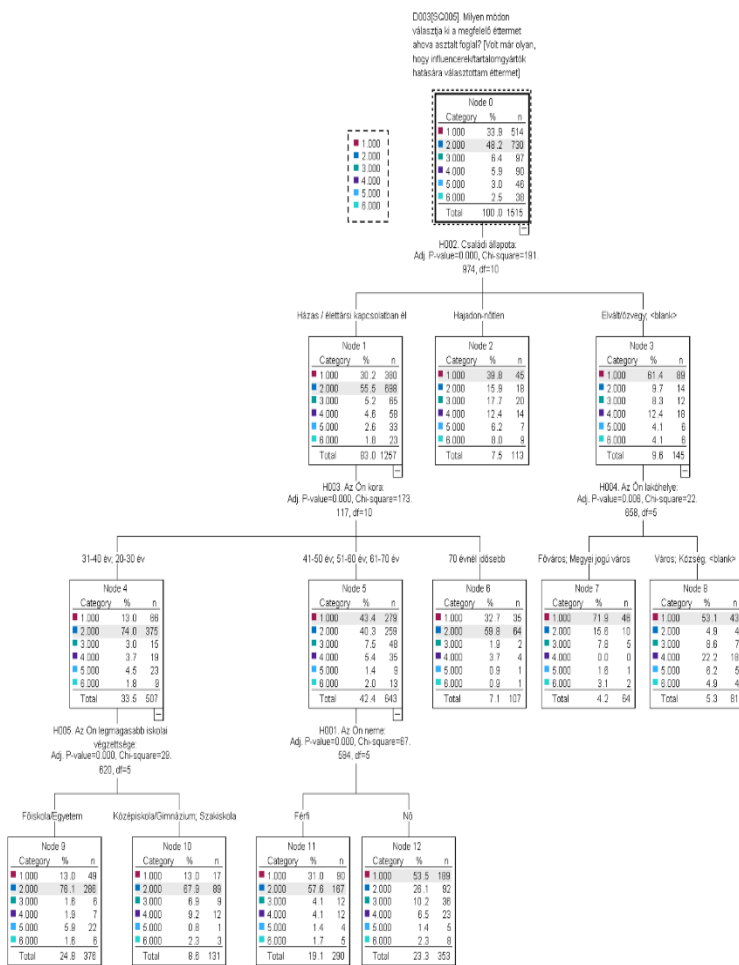 D003[SQ005]. Milyen módon
választja ki a megfelelő éttermet
ahova asztalt foglal? [Volt már olyan,
hogy influencerek/tartalomgyártók
hatására választottam éttermet]
Node 0
Category % n
1.000 33.9 514
2.000 48.2 730
3.000 6.4 97
4.000 5.9 90
5.000 3.0 46
6.000 2.5 38
Total 100.0 1515
1.000
2.000
3.000
4.000
5.000
6.000
H002. Családi állapota:
Adj. P-value=0.000, Chi-square=191.
974, df=10
Házas / élettársi kapcsolatban él
Hajadon-nőtlen
Elvált/özvegy; <blank>
Node 1
Category % n
1.000 30.2 380
2.000 55.5 698
3.000 5.2 65
4.000 4.6 58
5.000 2.6 33
6.000 1.8 23
Total 83.0 1257
Node 2
Category % n
1.000 39.8 45
2.000 15.9 18
3.000 17.7 20
4.000 12.4 14
5.000 6.2 7
6.000 8.0 9
Total 7.5 113
Node 3
Category % n
1.000 61.4 89
2.000 9.7 14
3.000 8.3 12
4.000 12.4 18
5.000 4.1 6
6.000 4.1 6
Total 9.6 145
H003. Az Ön kora:
Adj. P-value=0.000, Chi-square=173.
117, df=10
H004. Az Ön lakóhelye:
Adj. P-value=0.006, Chi-square=22.
658, df=5
31-40 év; 20-30 év
41-50 év; 51-60 év; 61-70 év
70 évnél idősebb
Főváros; Megyei jogú város
Város; Község; <blank>
Node 4
Category % n
1.000 13.0 66
2.000 74.0 375
3.000 3.0 15
4.000 3.7 19
5.000 4.5 23
6.000 1.8 9
Total 33.5 507
Node 5
Category % n
1.000 43.4 279
2.000 40.3 259
3.000 7.5 48
4.000 5.4 35
5.000 1.4 9
6.000 2.0 13
Total 42.4 643
Node 6
Category % n
1.000 32.7 35
2.000 59.8 64
3.000 1.9 2
4.000 3.7 4
5.000 0.9 1
6.000 0.9 1
Total 7.1 107
Node 7
Category % n
1.000 71.9 46
2.000 15.6 10
3.000 7.8 5
4.000 0.0 0
5.000 1.6 1
6.000 3.1 2
Total 4.2 64
Node 8
Category % n
1.000 53.1 43
2.000 4.9 4
3.000 8.6 7
4.000 22.2 18
5.000 6.2 5
6.000 4.9 4
Total 5.3 81
H005. Az Ön legmagasabb iskolai
végzettsége:
Adj. P-value=0.000, Chi-square=29.
620, df=5
H001. Az Ön neme:
Adj. P-value=0.000, Chi-square=67.
594, df=5
Főiskola/Egyetem
Középiskola/Gimnázium; Szakiskola
Férfi
Nő
Node 9
Category % n
1.000 13.0 49
2.000 76.1 286
3.000 1.6 6
4.000 1.9 7
5.000 5.9 22
6.000 1.6 6
Total 24.8 376
Node 10
Category % n
1.000 13.0 17
2.000 67.9 89
3.000 6.9 9
4.000 9.2 12
5.000 0.8 1
6.000 2.3 3
Total 8.6 131
Node 11
Category % n
1.000 31.0 90
2.000 57.6 167
3.000 4.1 12
4.000 4.1 12
5.000 1.4 4
6.000 1.7 5
Total 19.1 290
Node 12
Category % n
1.000 53.5 189
2.000 26.1 92
3.000 10.2 36
4.000 6.5 23
5.000 1.4 5
6.000 2.3 8
Total 23.3 353